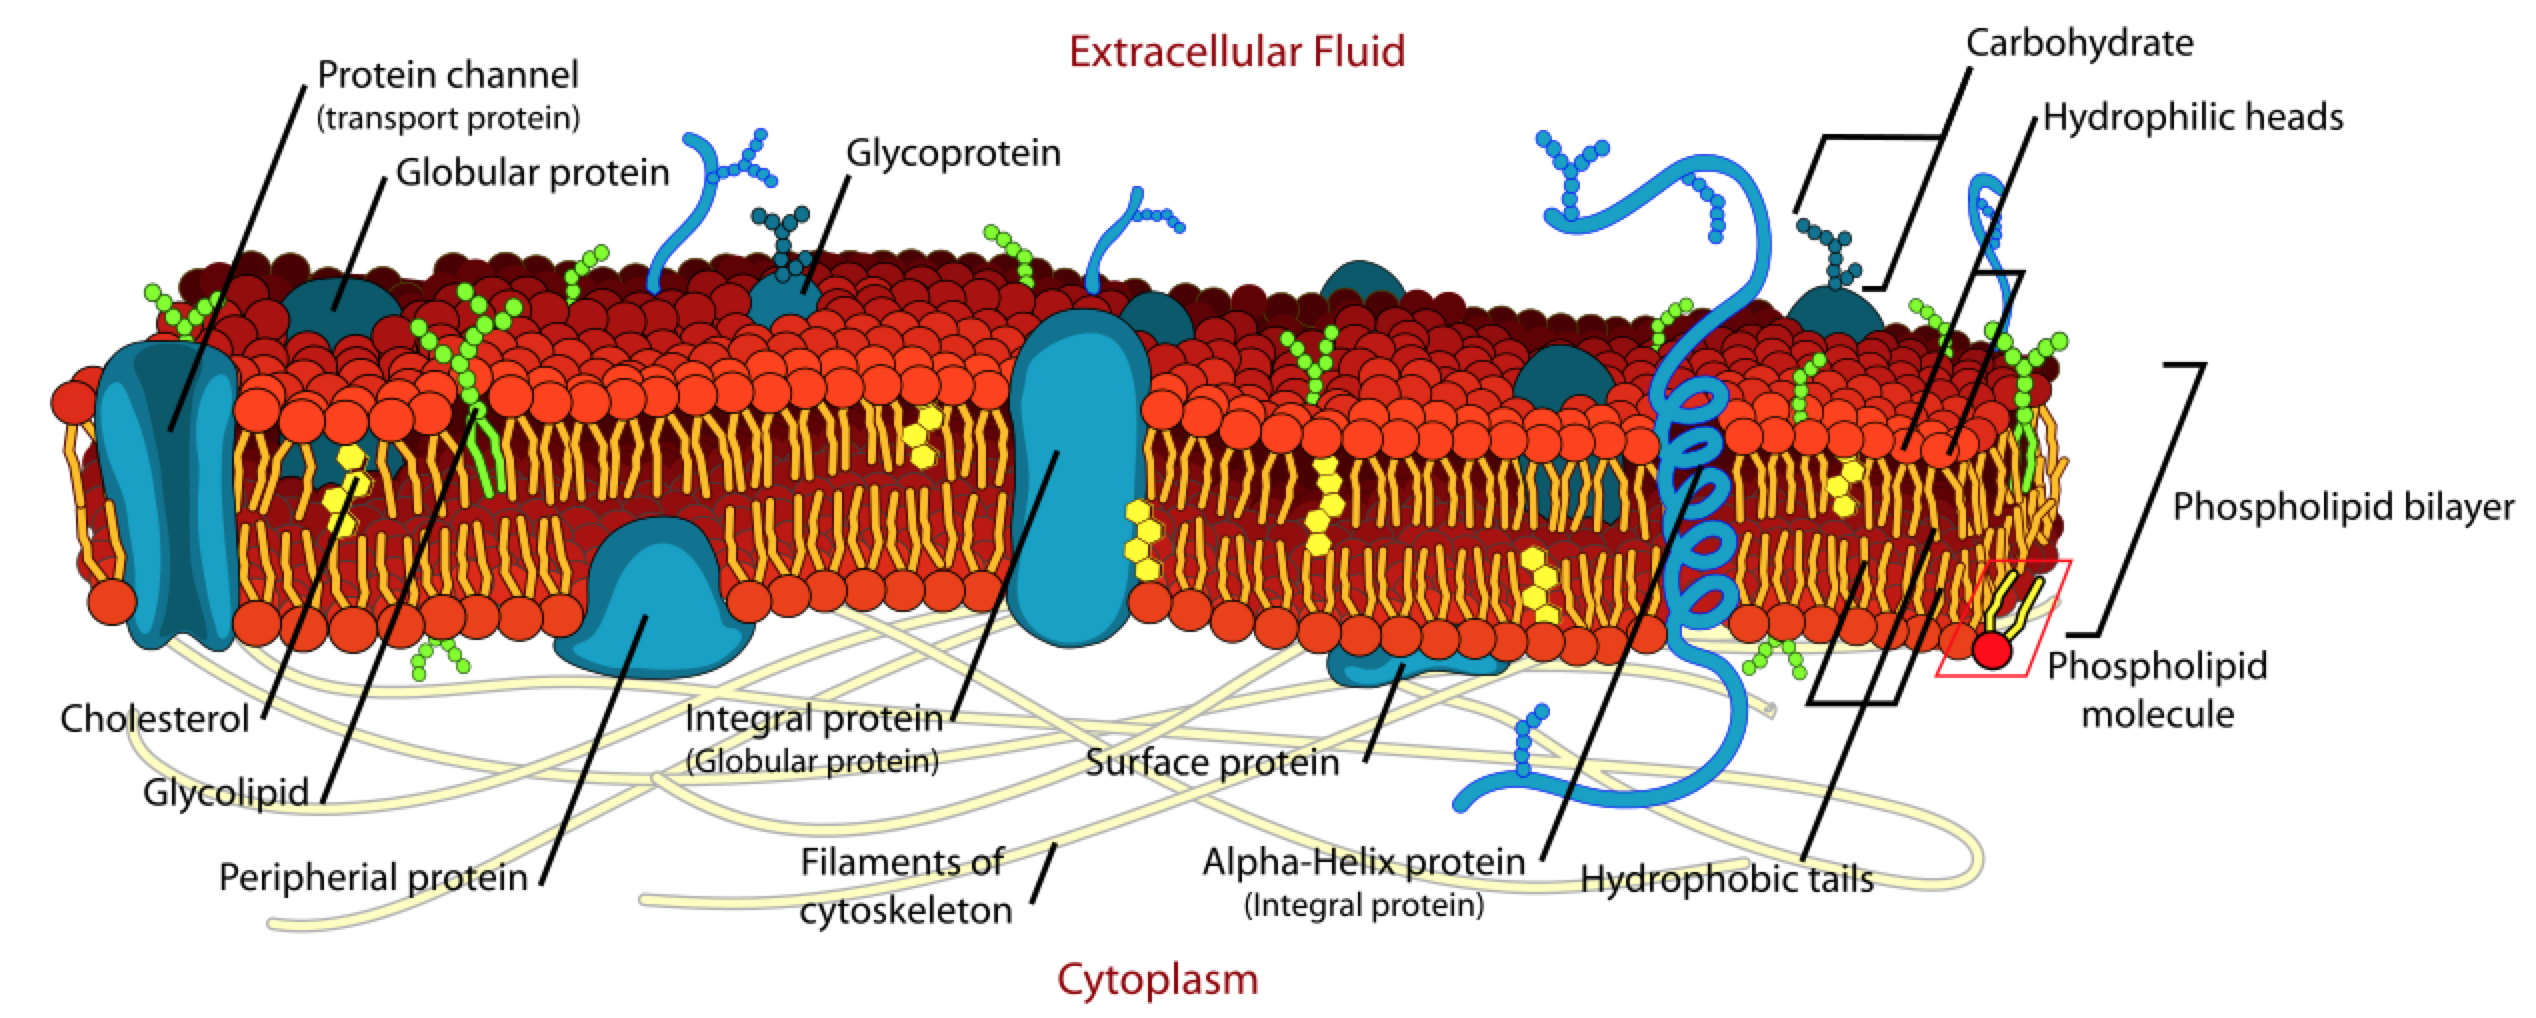 Extracellular Fluid
Carbohydrate
Hydrophilic heads
Protein channel
(transport protein)
Globular protein
Glycoprotein
Phospholipid bilayer
Phospholipid
molecule
Cholesterol
Glycolipid
Peripherial protein
Integral protein
(Globular protein)
Surface protein
Filaments of
cytoskeleton
Alpha-Helix protein
(Integral protein)
Hydrophobic tails
Cytoplasm